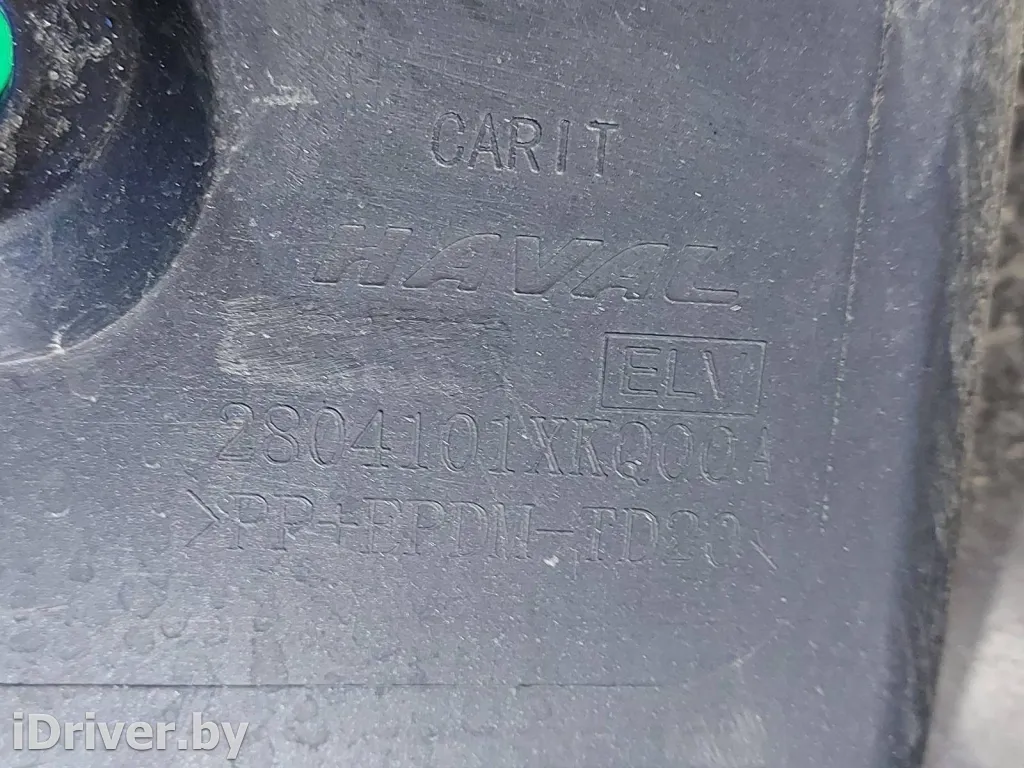 CARIT
HAVAL
ELV
2804101XKQ00A
>PP+EPDM-TD20<
iDriver.by